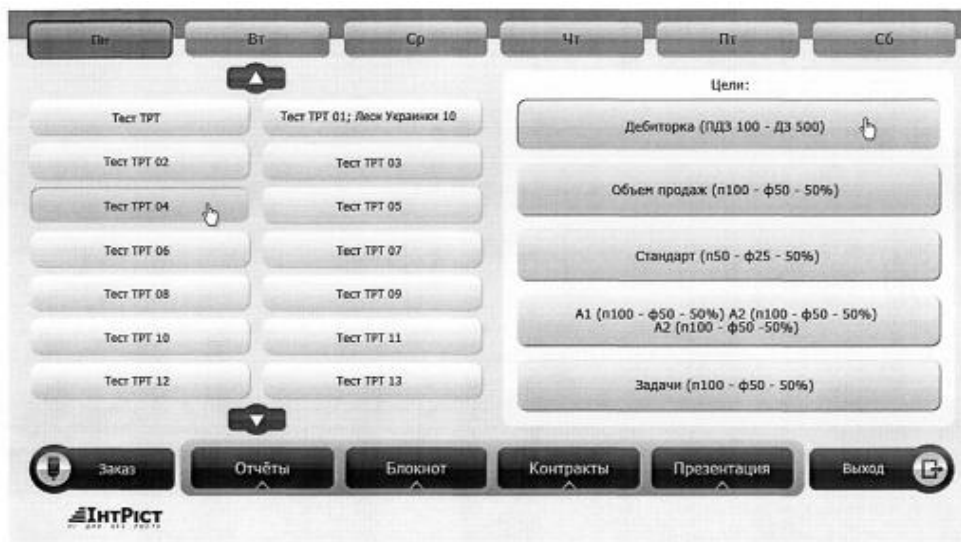 Пн Вт Ср Чт Пт Сб
Тест ТРТ
Тест ТРТ 01; Леси Украинки 10
Тест ТРТ 02
Тест ТРТ 03
Тест ТРТ 04
Тест ТРТ 05
Тест ТРТ 06
Тест ТРТ 07
Тест ТРТ 08
Тест ТРТ 09
Тест ТРТ 10
Тест ТРТ 11
Тест ТРТ 12
Тест ТРТ 13
Цели:
Дебиторка (ПДЗ 100 - ДЗ 500)
Объем продаж (п100 - ф50 - 50%)
Стандарт (п50 - ф25 - 50%)
А1 (п100 - ф50 - 50%) А2 (п100 - ф50 - 50%)
А2 (п100 - ф50 -50%)
Задачи (п100 - ф50 - 50%)
Заказ Отчёты Блокнот Контракты Презентация Выход
ІнтРіст